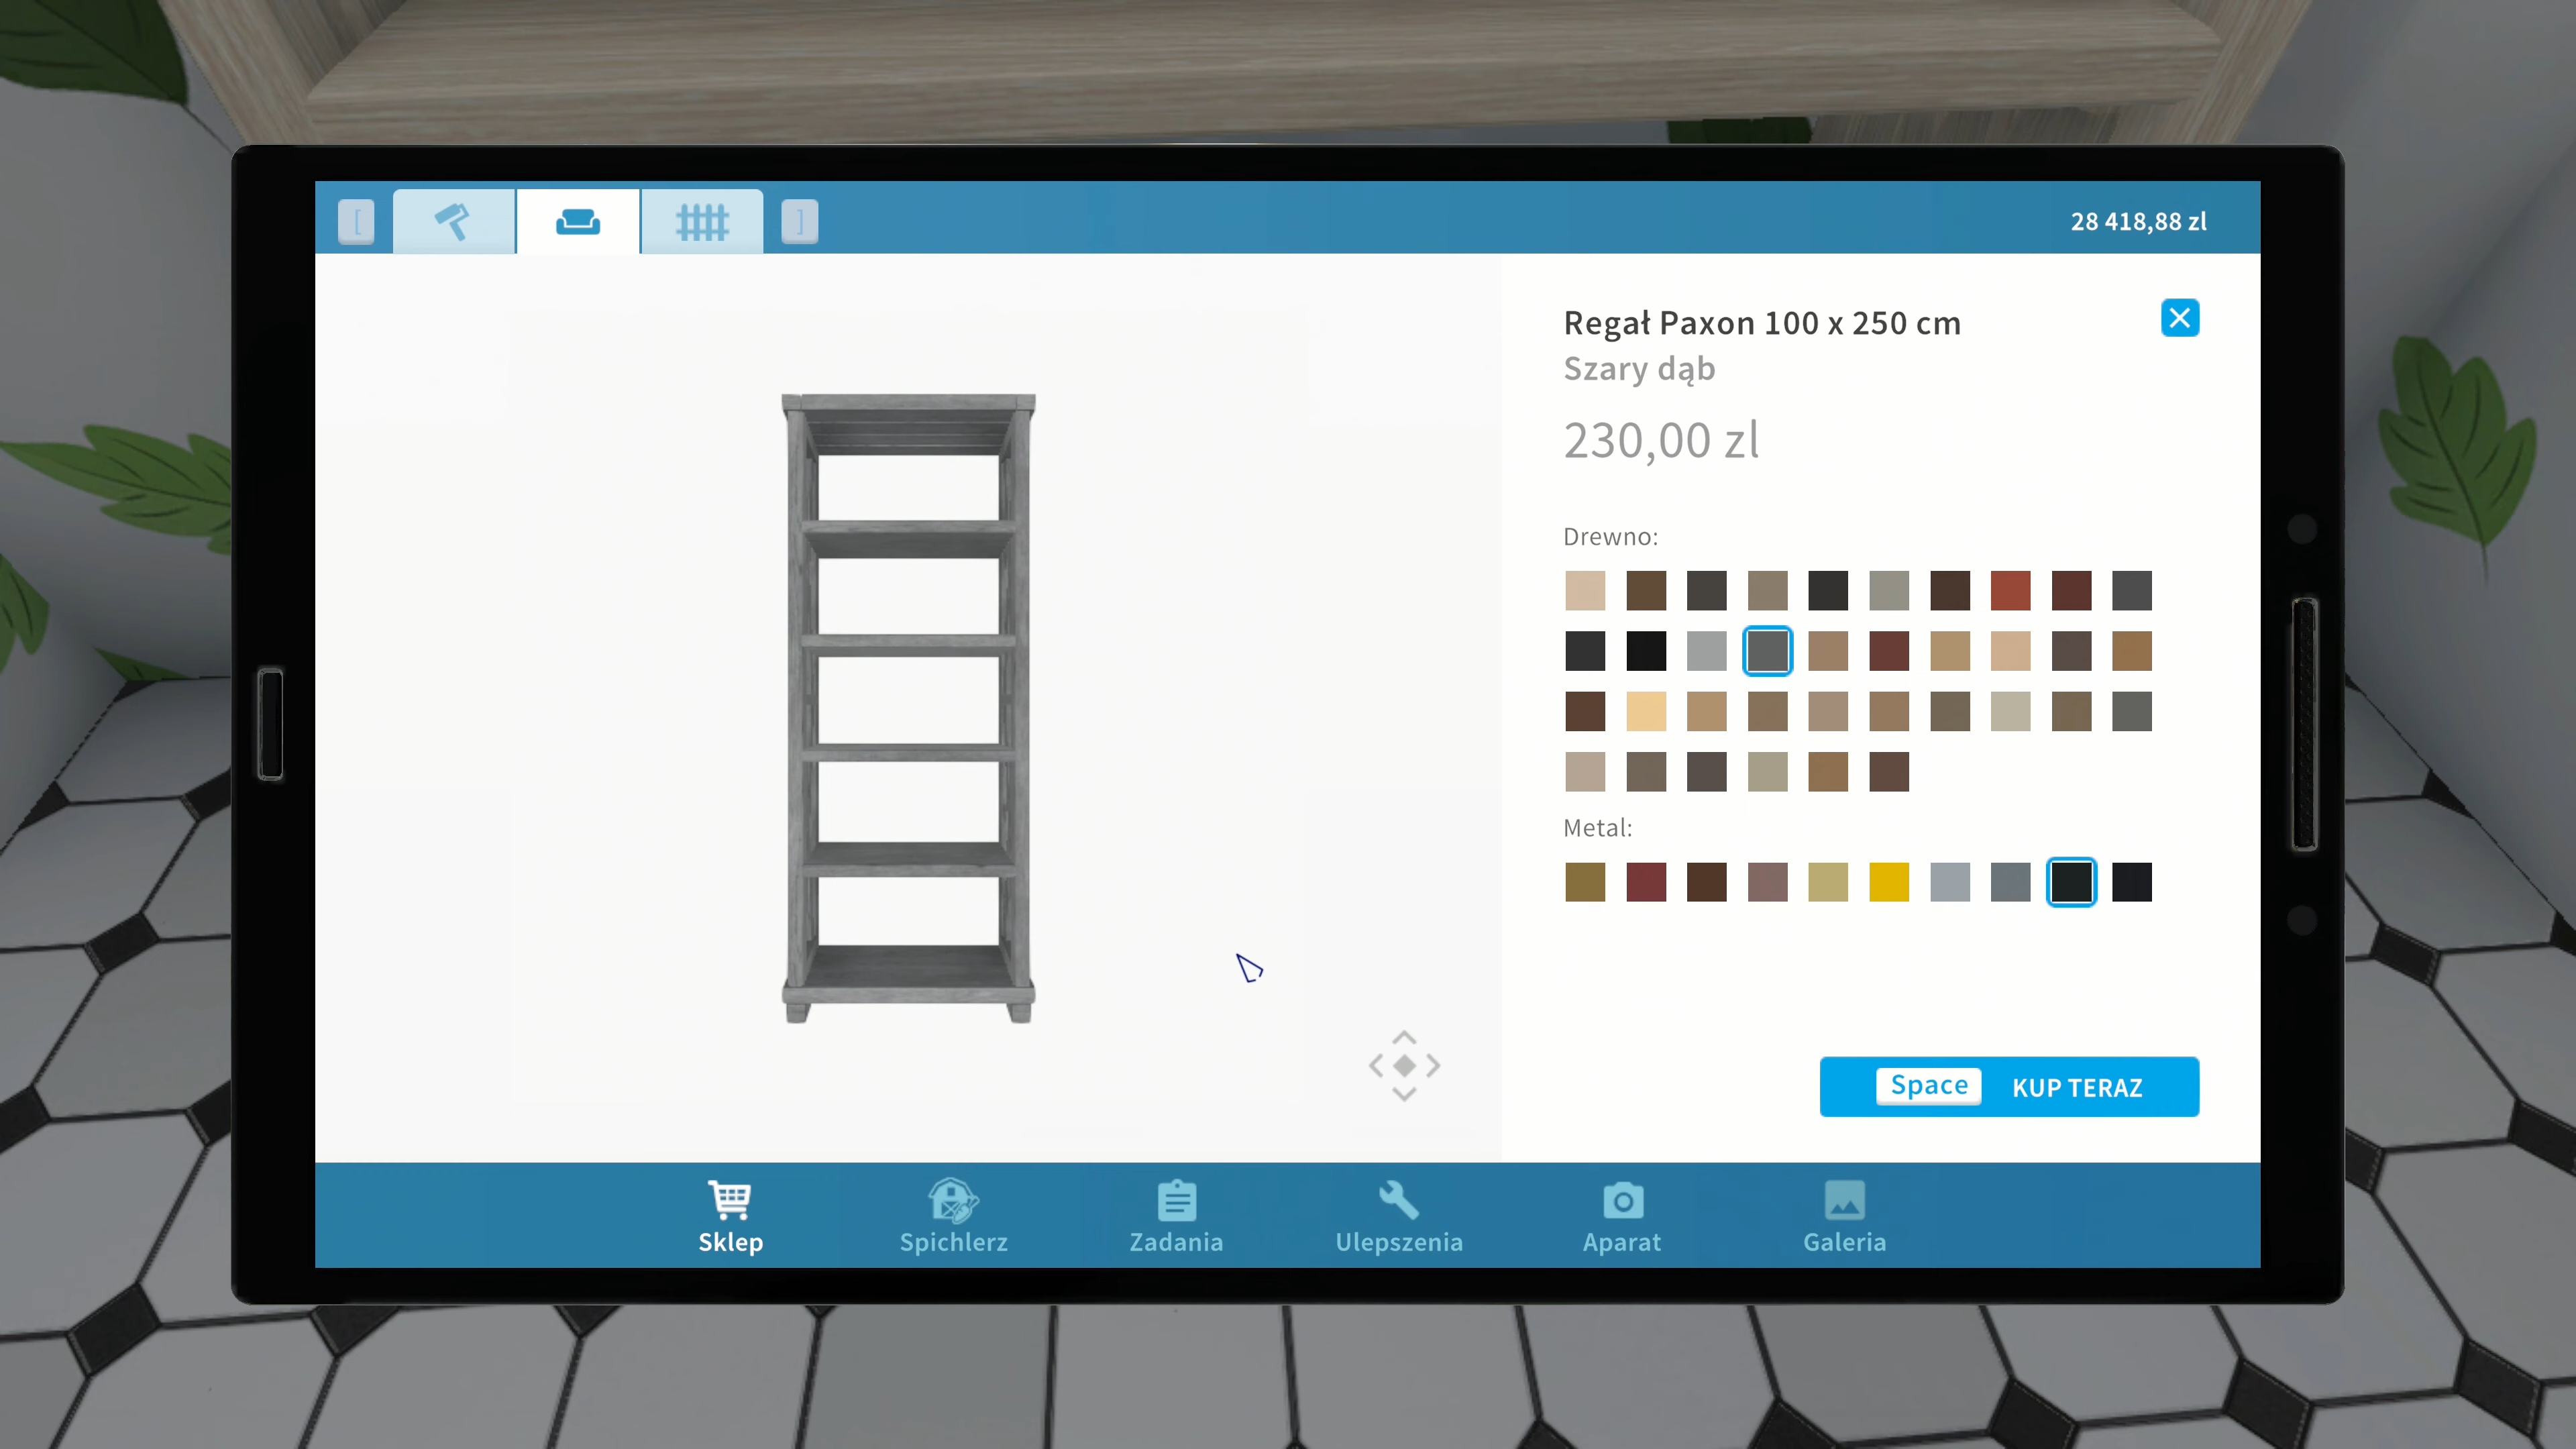 [
]
28 418,88 zl
Regał Paxon 100 x 250 cm
Szary dąb
230,00 zl
Drewno:
Metal:
Space KUP TERAZ
Sklep
Spichlerz
Zadania
Ulepszenia
Aparat
Galeria